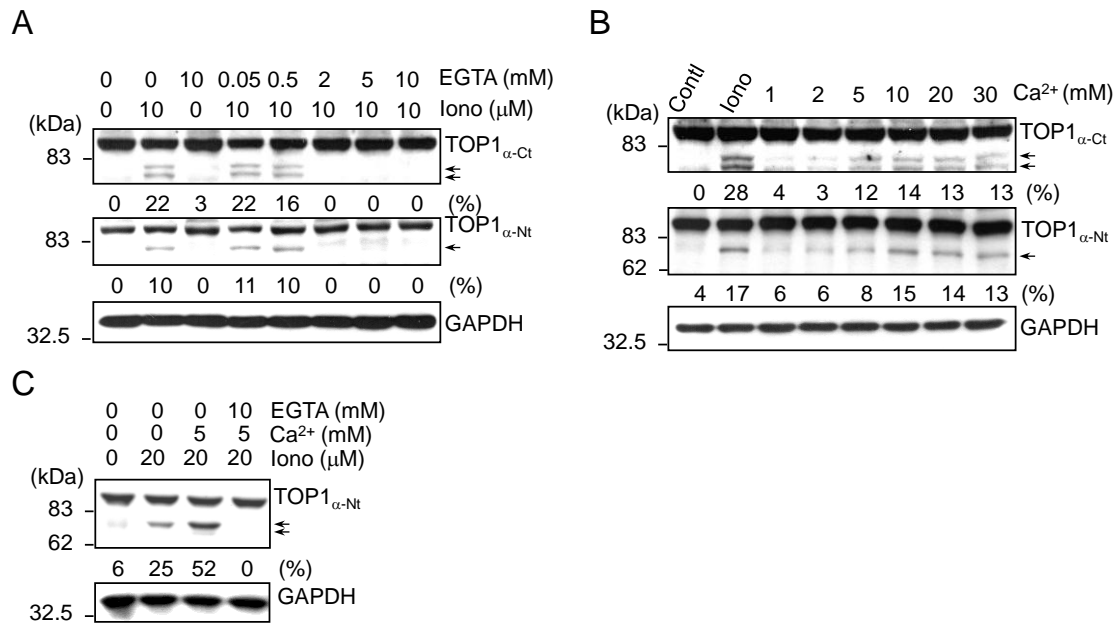 A
0 0 10 0.05 0.5 2 5 10 EGTA (mM)
0 10 0 10 10 10 10 10 Iono (μM)
(kDa)
TOP1α-Ct
83
0 22 3 22 16 0 0 0 (%)
TOP1α-Nt
83
0 10 0 11 10 0 0 0 (%)
GAPDH
32.5
B
Contl Iono 1 2 5 10 20 30 Ca2+ (mM)
(kDa)
TOP1α-Ct
83
0 28 4 3 12 14 13 13 (%)
TOP1α-Nt
83
62
4 17 6 6 8 15 14 13 (%)
GAPDH
32.5
C
0 0 0 10 EGTA (mM)
0 0 5 5 Ca2+ (mM)
0 20 20 20 Iono (μM)
(kDa)
TOP1α-Nt
83
62
6 25 52 0 (%)
GAPDH
32.5